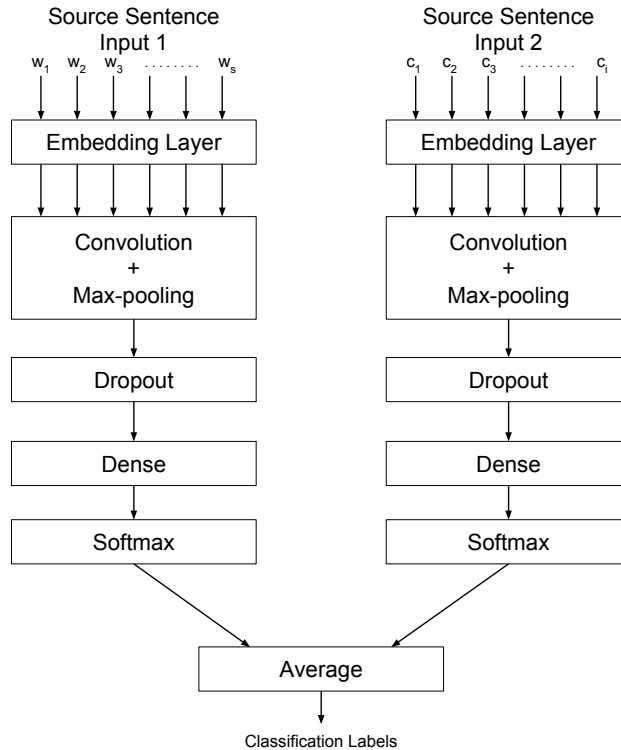 Source Sentence
Input 1
w1 w2 w3 . . . . . . . . ws
Embedding Layer
Convolution
+
Max-pooling
Dropout
Dense
Softmax
Source Sentence
Input 2
c1 c2 c3 . . . . . . . . ci
Embedding Layer
Convolution
+
Max-pooling
Dropout
Dense
Softmax
Average
Classification Labels